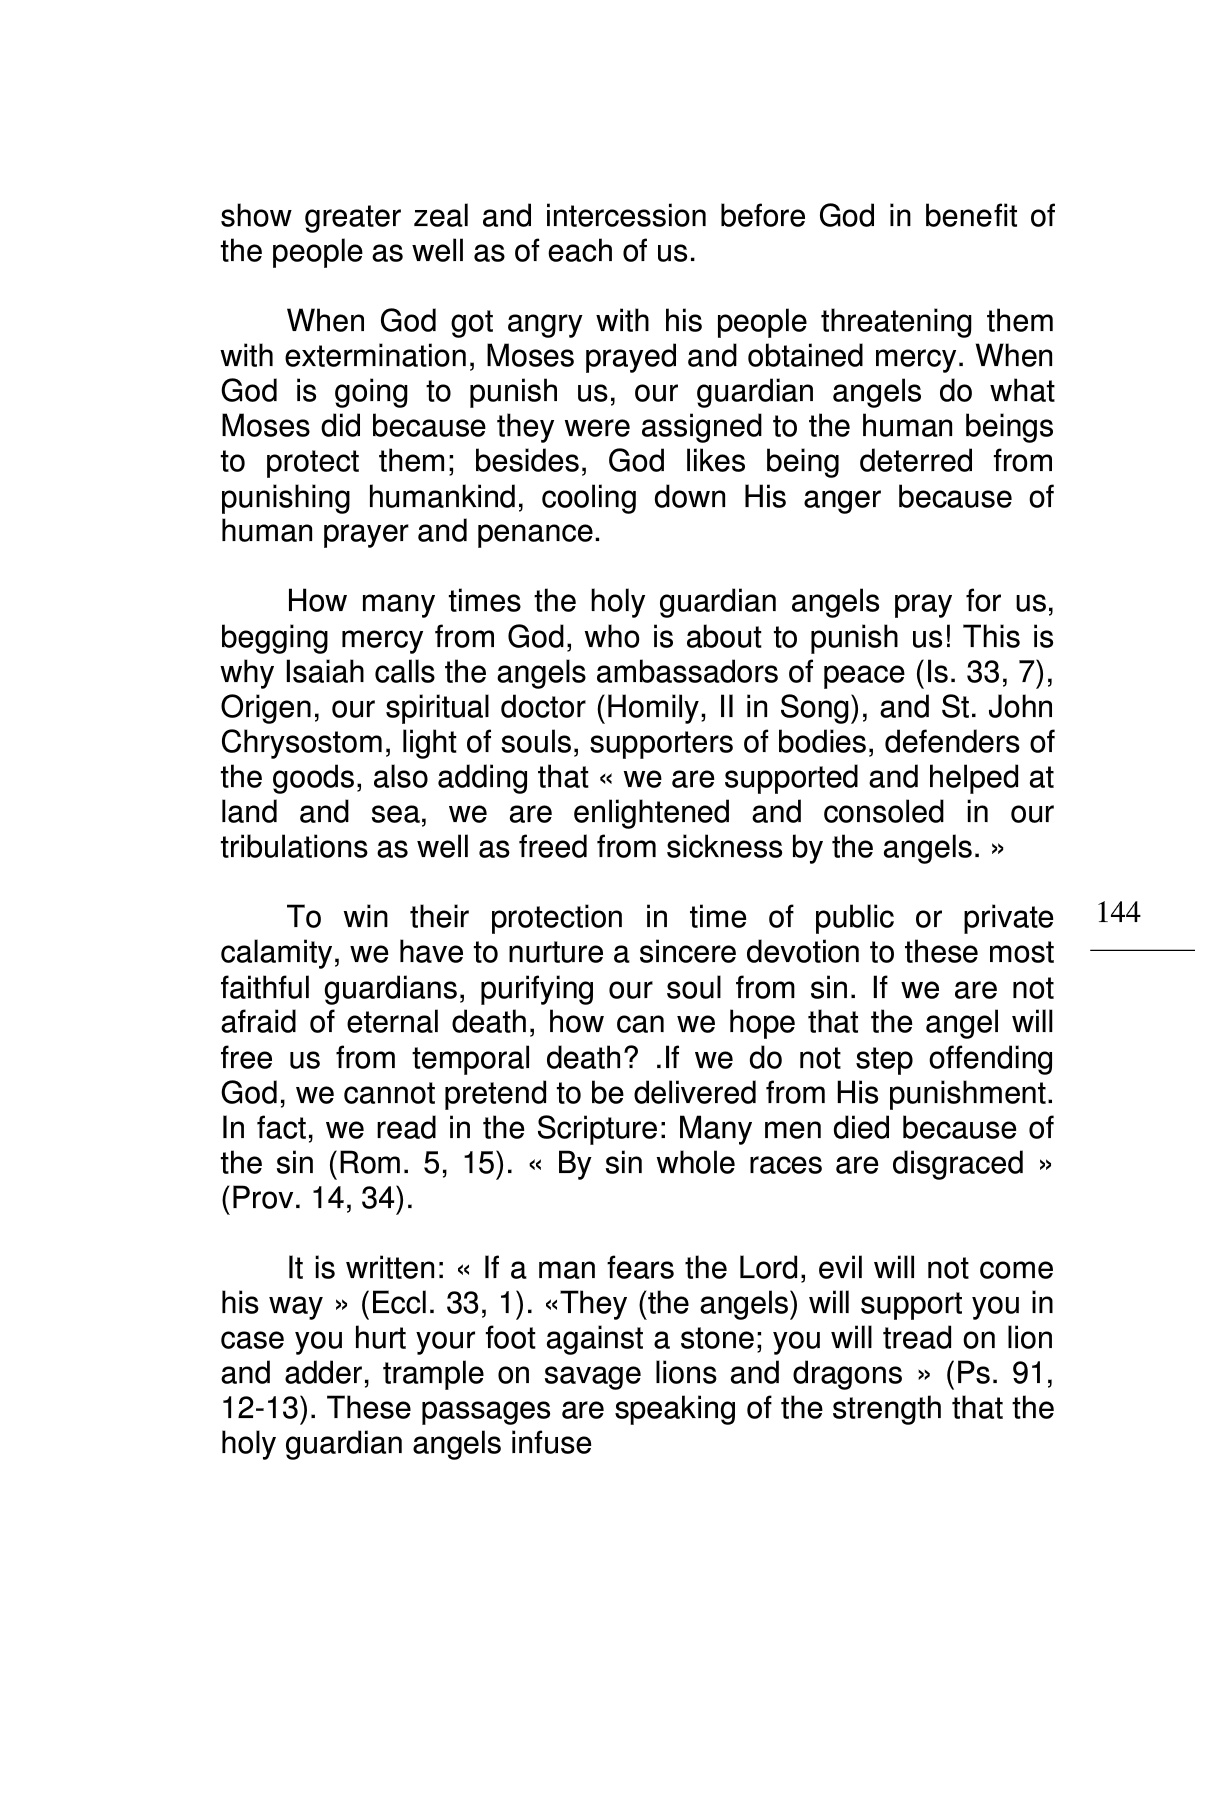 show greater zeal and intercession before God in benefit of
the people as well as of each of us.
When God got angry with his people threatening them
with extermination, Moses prayed and obtained mercy. When
God is going to punish us, our guardian angels do what
Moses did because they were assigned to the human beings
to protect them; besides, God likes being deterred from
punishing humankind, cooling down His anger because of
human prayer and penance.
How many times the holy guardian angels pray for us,
begging mercy from God, who is about to punish us! This is
why Isaiah calls the angels ambassadors of peace (Is. 33, 7),
Origen, our spiritual doctor (Homily, II in Song), and St. John
Chrysostom, light of souls, supporters of bodies, defenders of
the goods, also adding that « we are supported and helped at
land and sea, we are enlightened and consoled in our
tribulations as well as freed from sickness by the angels. »
To win their protection in time of public or private
calamity, we have to nurture a sincere devotion to these most
faithful guardians, purifying our soul from sin. If we are not
afraid of eternal death, how can we hope that the angel will
free us from temporal death? .If we do not step offending
God, we cannot pretend to be delivered from His punishment.
In fact, we read in the Scripture: Many men died because of
the sin (Rom. 5, 15). « By sin whole races are disgraced »
(Prov. 14, 34).
It is written: « If a man fears the Lord, evil will not come
his way » (Eccl. 33, 1). «They (the angels) will support you in
case you hurt your foot against a stone; you will tread on lion
and adder, trample on savage lions and dragons » (Ps. 91,
12-13). These passages are speaking of the strength that the
holy guardian angels infuse
144